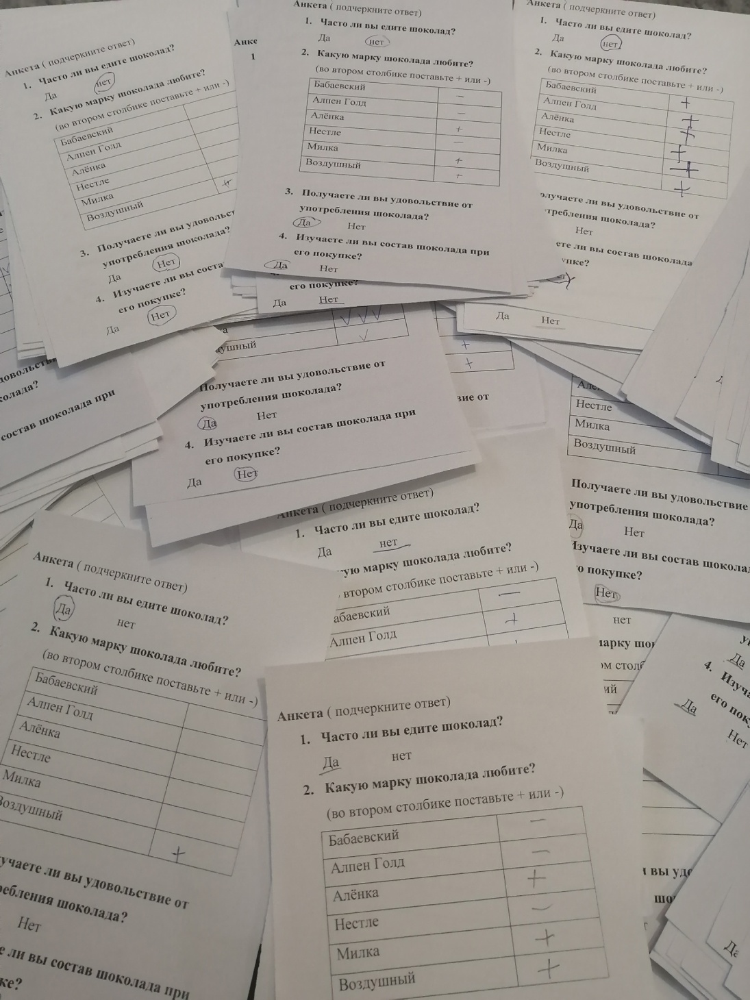 Анкета ( подчеркните ответ)
1. Часто ли вы едите шоколад?
Да нет
2. Какую марку шоколада любите?
(во втором столбике поставьте + или -)
Бабаевский
Алпен Голд
Алёнка
Нестле
Милка
Воздушный +
3. Получаете ли вы
употребления шоколада?
Да Нет
4. Изучаете ли вы
его покупке?
Да Нет
Анке
1
Анкета ( подчеркните ответ)
1. Часто ли вы едите шоколад?
Да нет
2. Какую марку шоколада любите?
(во втором столбике поставьте + или -)
Бабаевский –
Алпен Голд –
Алёнка +
Нестле –
Милка +
Воздушный +
3. Получаете ли вы удовольствие от
употребления шоколада?
Да Нет
4. Изучаете ли вы состав шоколада при
его покупке?
Да Нет
его покупке?
Да Нет
Анкета ( подчеркните ответ)
1. Часто ли вы едите шоколад?
Да нет
2. Какую марку шоколада любите?
(во втором столбике поставьте + или -)
Бабаевский +
Алпен Голд +
Алёнка +
Нестле +
Милка +
Воздушный +
олучаете ли вы удовольствие от
требления шоколада?
Нет
ете ли вы состав шоколада
Да Нет
колада?
состав шоколада при
душный
Получаете ли вы удовольствие от
употребления шоколада?
Да Нет
4. Изучаете ли вы состав шоколада при
его покупке?
Да Нет
+
+
вие от
Нестле
Милка
Воздушный
Получаете ли вы удовольствие
употребления шоколада?
Да Нет
Изучаете ли вы состав шокола
о покупке?
Нет
Анкета ( подчеркните ответ)
1. Часто ли вы едите шоколад?
Да нет
ую марку шоколада любите?
втором столбике поставьте + или -)
абаевский –
Алпен Голд +
нет
арку шо
м столб
ий
Да
4. Изуча
его пок
Да
Нет
Анкета ( подчеркните ответ)
1. Часто ли вы едите шоколад?
Да нет
2. Какую марку шоколада любите?
(во втором столбике поставьте + или -)
Бабаевский
Алпен Голд
Алёнка
Нестле
Милка
Воздушный +
учаете ли вы удовольствие от
ребления шоколада?
Нет
е ли вы состав шоколада при
ке?
Анкета ( подчеркните ответ)
1. Часто ли вы едите шоколад?
Да нет
2. Какую марку шоколада любите?
(во втором столбике поставьте + или -)
Бабаевский –
Алпен Голд –
Алёнка +
Нестле –
Милка +
Воздушный +
вы удо
шо
Да